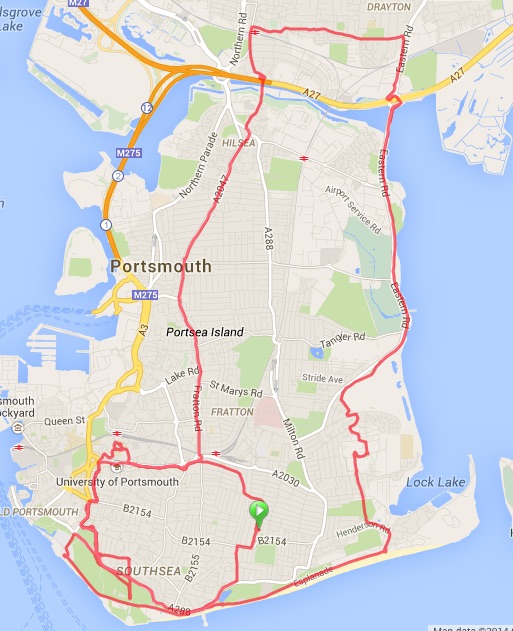 M27
DRAYTON
lsgrove
Lake
Northern Rd
Eastern Rd
A27
A27
12
M275
HILSEA
Northern Parade
2
Eastern Rd
A2047
Airport Service Rd
1
A288
Portsmouth
M275
Eastern Rd
A3
Portsea Island
Tangier Rd
Lake Rd
Stride Ave
St Marys Rd
smouth
ckyard
Fratton Rd
FRATTON
Queen St
Milton Rd
A2030
University of Portsmouth
Lock Lake
LD PORTSMOUTH
B2154
Henderson Rd
B2154
B2154
B2155
SOUTHSEA
Esplanade
A288
Map data ©2014 G